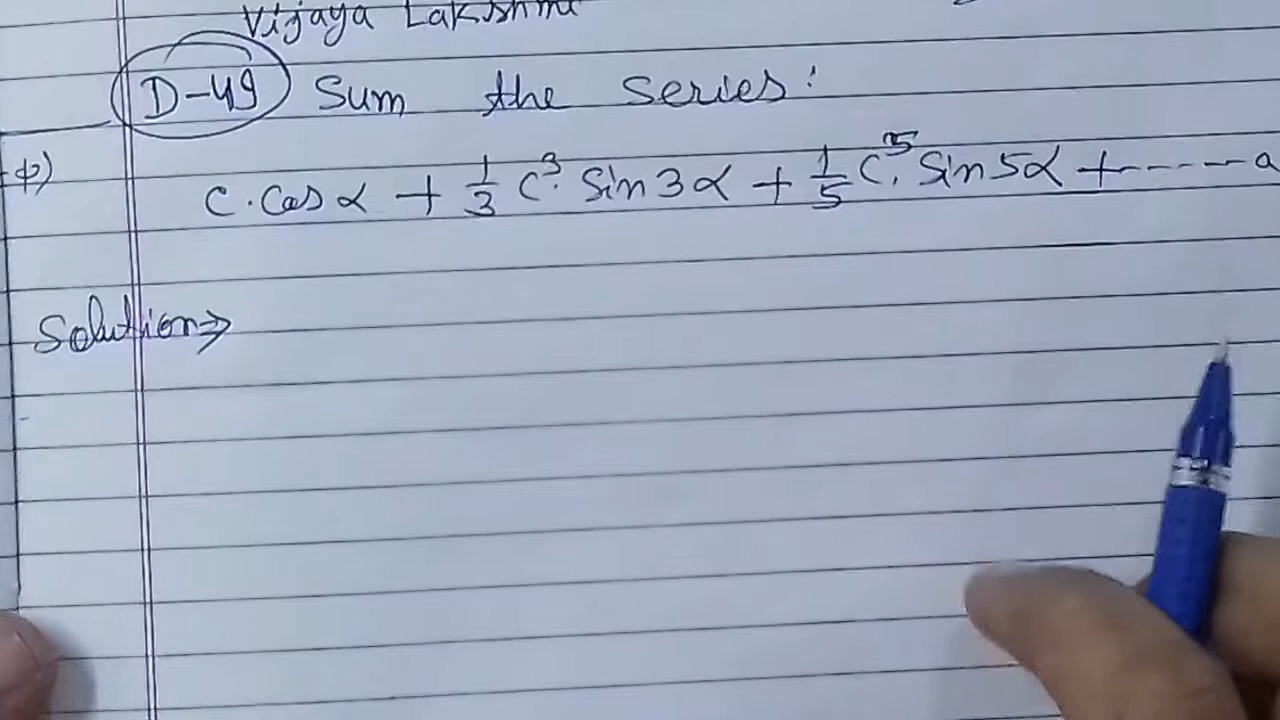 Vijaya Lakshmi
D-49 Sum the series:
c. Cos α + 1/3 C³. Sin 3α + 1/5 C⁵. Sin 5α + ------
Solution⇒